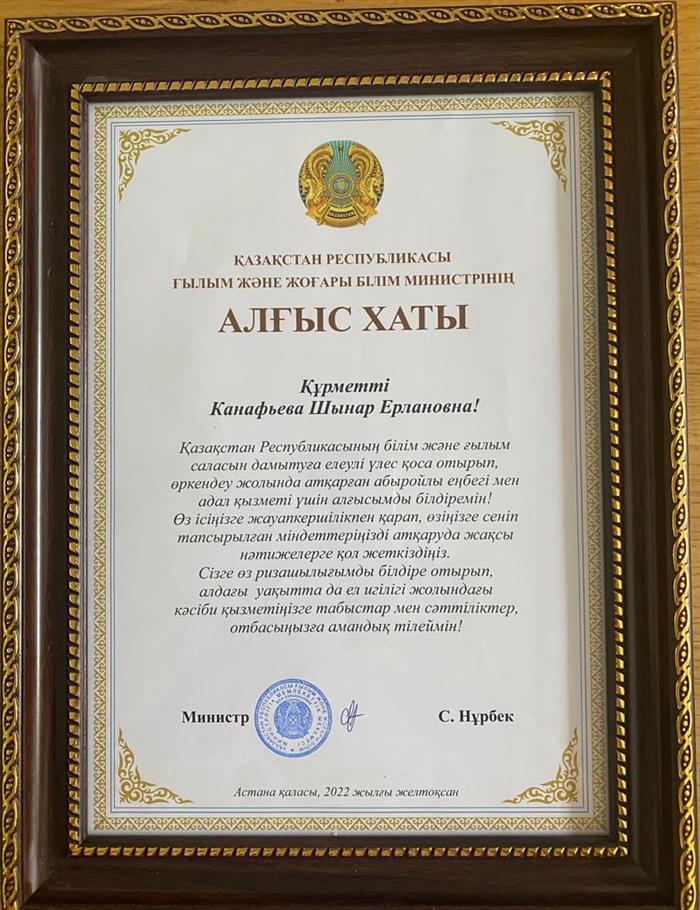 ҚАЗАҚСТАН РЕСПУБЛИКАСЫ
ҒЫЛЫМ ЖӘНЕ ЖОҒАРЫ БІЛІМ МИНИСТРІНІҢ
АЛҒЫС ХАТЫ
Құрметті
Канафьева Шынар Ерлановна!
Қазақстан Республикасының білім және ғылым
саласын дамытуға елеулі үлес қоса отырып,
өркендеу жолында атқарған абыройлы еңбегі мен
адал қызметі үшін алғысымды білдіремін!
Өз ісіңізге жауапкершілікпен қарап, өзіңізге сеніп
тапсырылған міндеттеріңізді атқаруда жақсы
нәтижелерге қол жеткіздіңіз.
Сізге өз ризашылығымды білдіре отырып,
алдағы уақытта да ел игілігі жолындағы
кәсіби қызметіңізге табыстар мен сәттіліктер,
отбасыңызға амандық тілеймін!
Министр
С. Нұрбек
Астана қаласы, 2022 жылғы желтоқсан